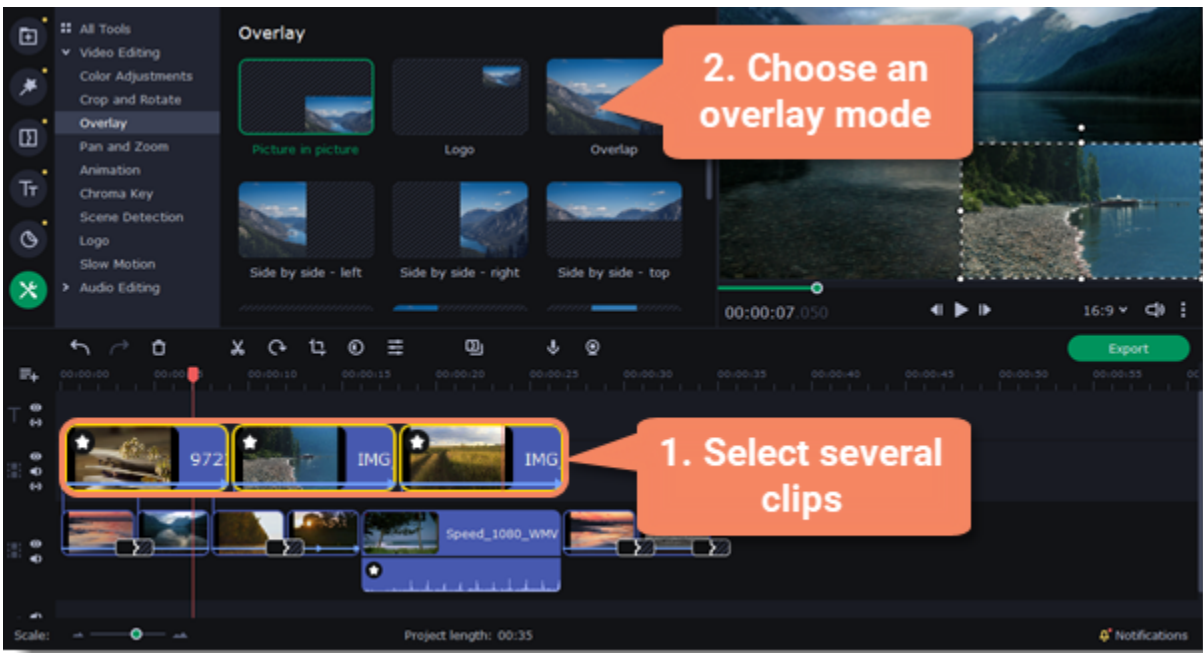 All Tools
Video Editing
Color Adjustments
Crop and Rotate
Overlay
Pan and Zoom
Animation
Chroma Key
Scene Detection
Logo
Slow Motion
Audio Editing
Overlay
Picture in picture
Logo
Overlap
Side by side - left
Side by side - right
Side by side - top
2. Choose an
overlay mode
00:00:07.050
16:9
Export
00:00:00
00:00:10
00:00:15
00:00:20
00:00:25
00:00:30
00:00:35
00:00:40
00:00:45
00:00:50
00:00:55
972
IMG_
IMG_
1. Select several
clips
Speed_1080_WMV
Scale:
Project length: 00:35
Notifications